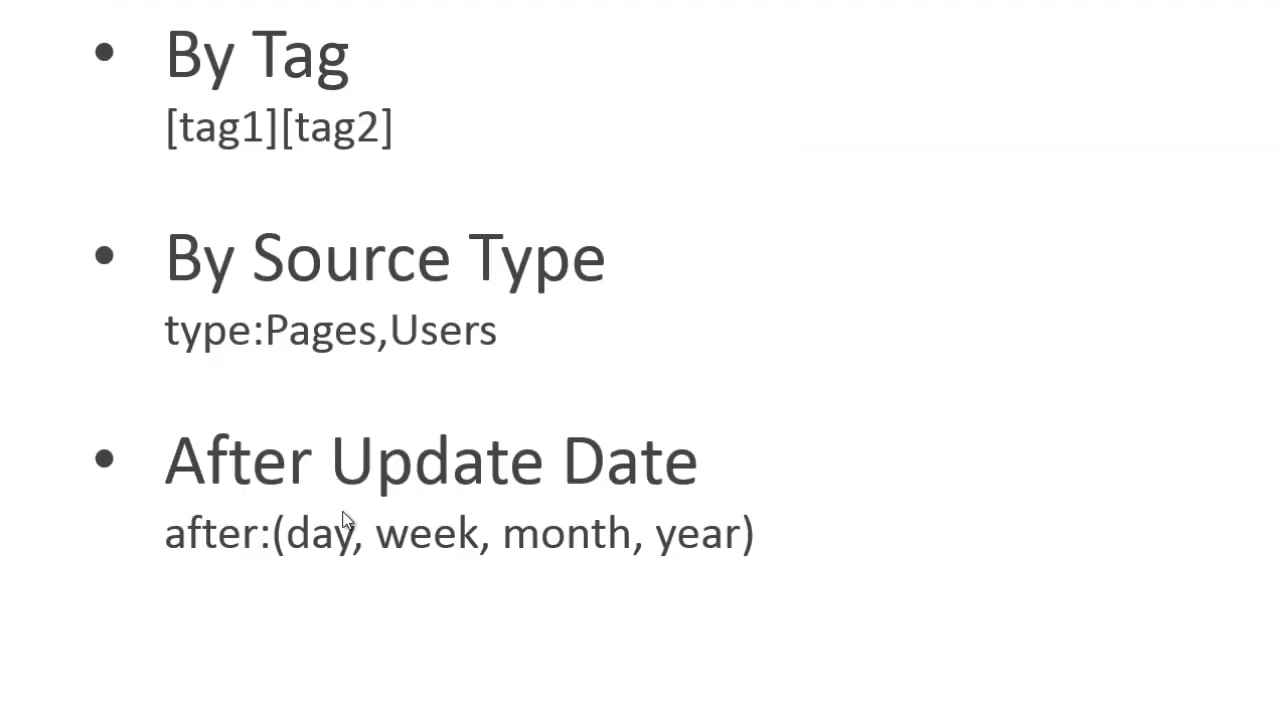 • By Tag
[tag1][tag2]
• By Source Type
type:Pages,Users
• After Update Date
after:(day, week, month, year)